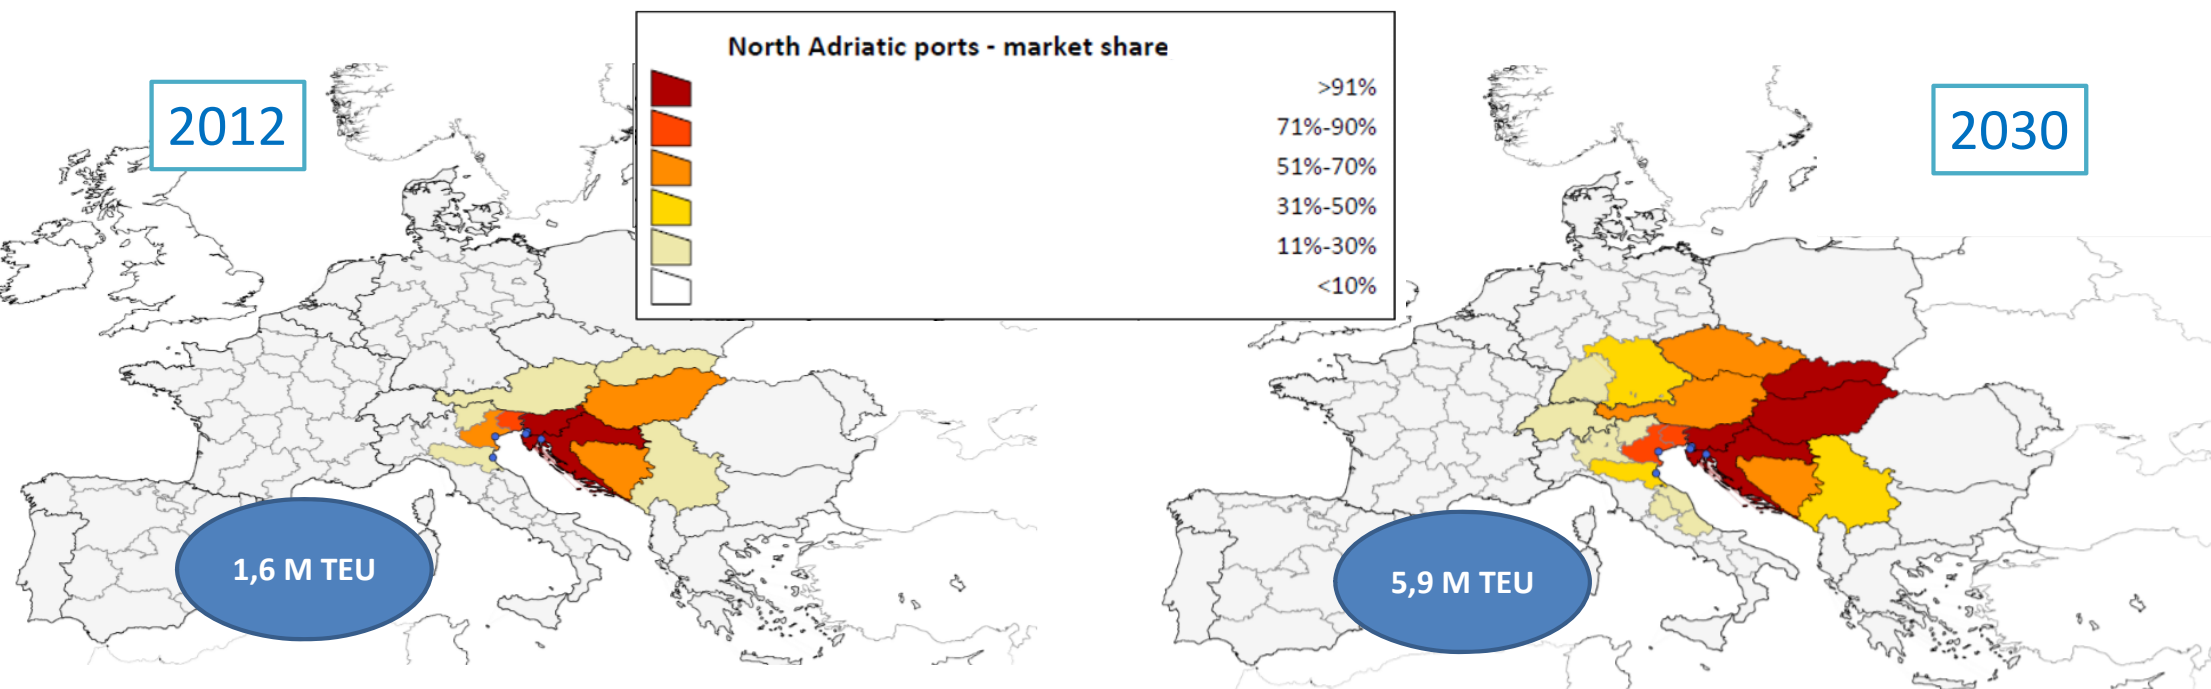 North Adriatic ports - market share
>91%
71%-90%
51%-70%
31%-50%
11%-30%
<10%
2012
2030
1,6 M TEU
5,9 M TEU